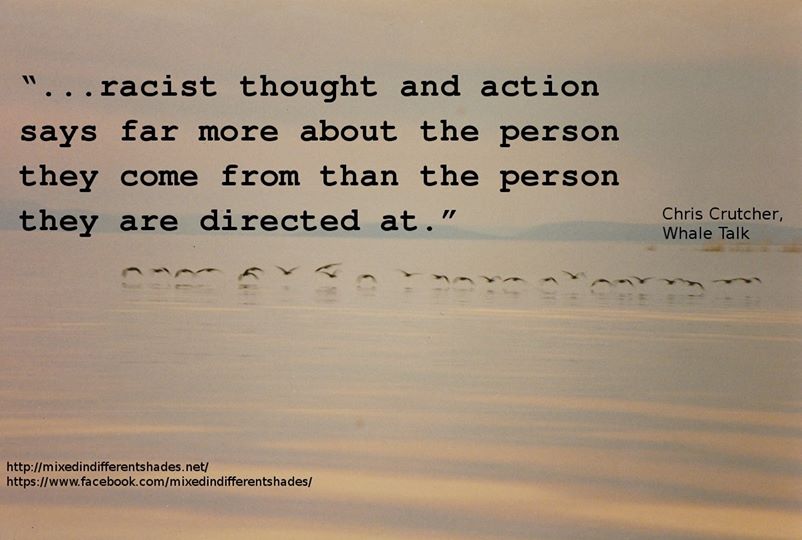 “...racist thought and action
says far more about the person
they come from than the person
they are directed at.”
Chris Crutcher,
Whale Talk
http://mixedindifferentshades.net/
https://www.facebook.com/mixedindifferentshades/